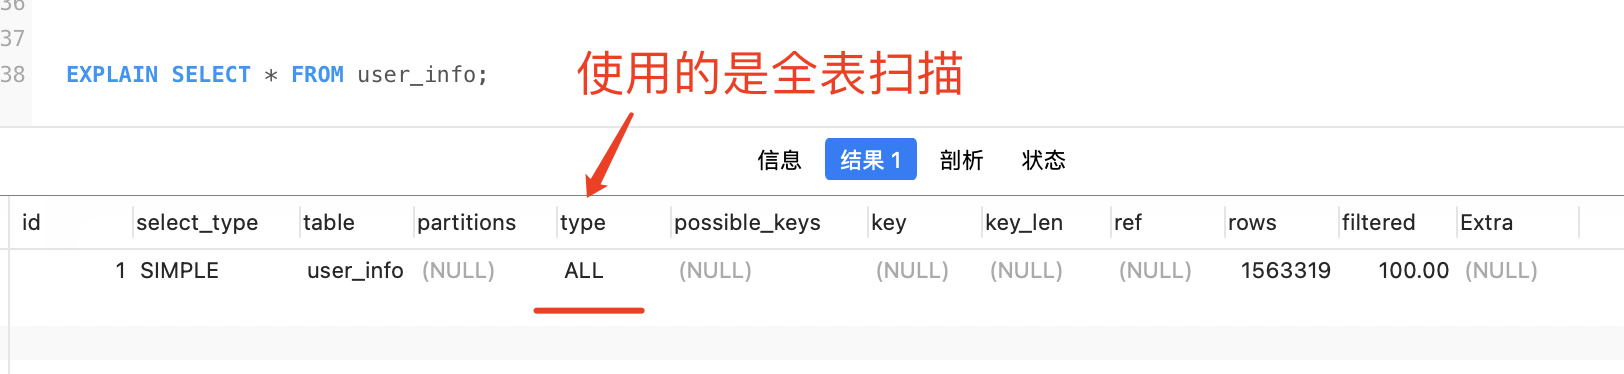 36
37
38 EXPLAIN SELECT * FROM user_info;
使用的是全表扫描
信息 结果 1 剖析 状态
id select_type table partitions type possible_keys key key_len ref rows filtered Extra
1 SIMPLE user_info (NULL) ALL (NULL) (NULL) (NULL) (NULL) 1563319 100.00 (NULL)